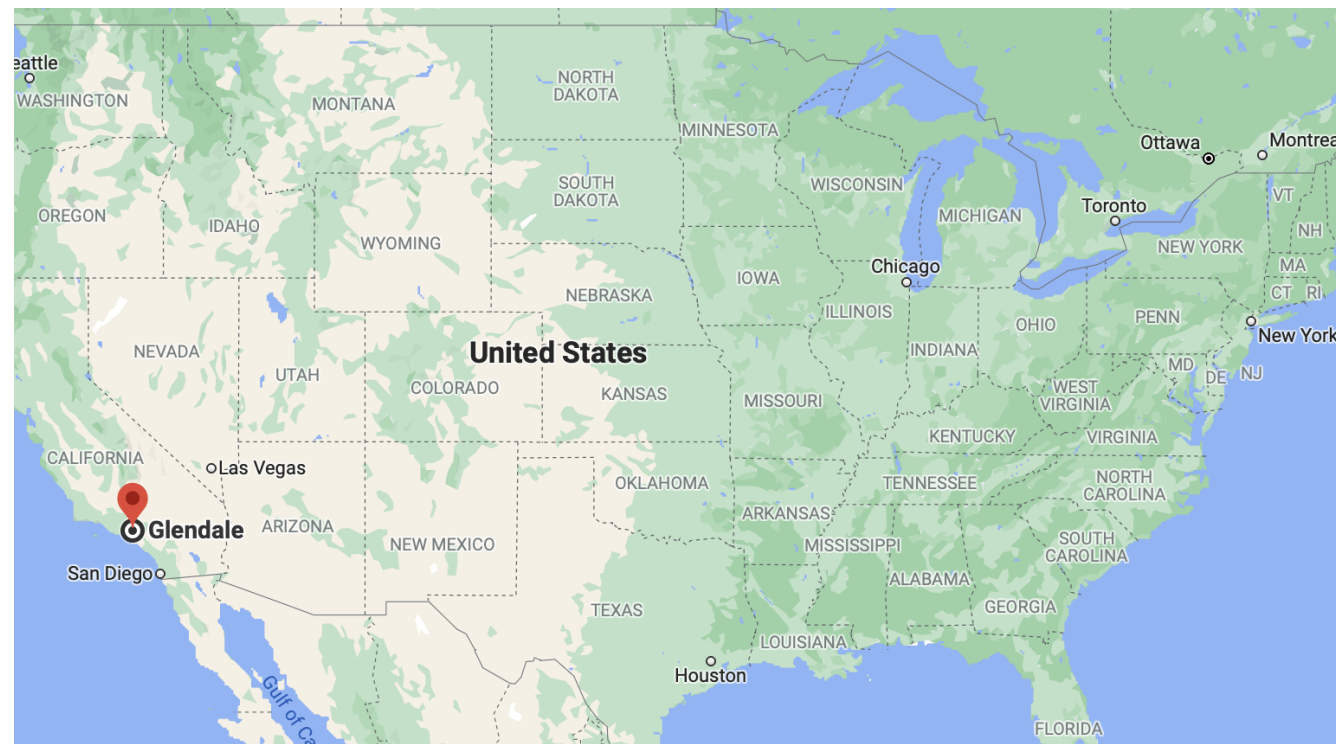 eattle
WASHINGTON
MONTANA
NORTH
DAKOTA
MINNESOTA
Ottawa
Montrea
OREGON
IDAHO
WYOMING
SOUTH
DAKOTA
WISCONSIN
MICHIGAN
Toronto
VT
NH
NEW YORK
MA
CT
RI
Chicago
IOWA
NEBRASKA
ILLINOIS
INDIANA
OHIO
PENN
New York
NEVADA
UTAH
United States
COLORADO
KANSAS
MISSOURI
WEST
VIRGINIA
MD
DE
NJ
CALIFORNIA
Las Vegas
KENTUCKY
VIRGINIA
OKLAHOMA
TENNESSEE
NORTH
CAROLINA
Glendale
ARIZONA
NEW MEXICO
ARKANSAS
MISSISSIPPI
SOUTH
CAROLINA
San Diego
ALABAMA
GEORGIA
TEXAS
LOUISIANA
Houston
Gulf of Ca
FLORIDA